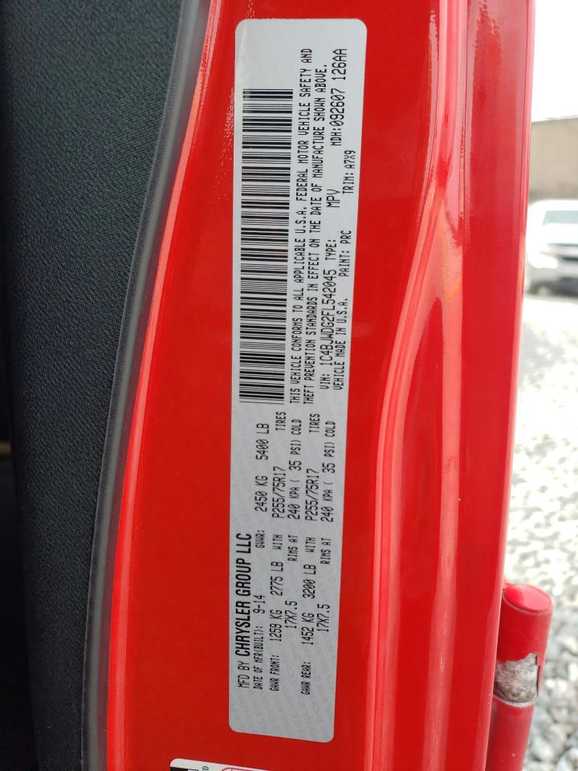 MFD BY CHRYSLER GROUP LLC
DATE OF MFR(BUILT): 9-14 GVWR: 2450 KG 5400 LB
GAWR FRONT: 1259 KG 2775 LB WITH P255/75R17 TIRES
17X7.5 RIMS AT 240 KPA ( 35 PSI) COLD
GAWR REAR: 1452 KG 3200 LB WITH P255/75R17 TIRES
17X7.5 RIMS AT 240 KPA ( 35 PSI) COLD
THIS VEHICLE CONFORMS TO ALL APPLICABLE U.S.A. FEDERAL MOTOR VEHICLE SAFETY AND
THEFT PREVENTION STANDARDS IN EFFECT ON THE DATE OF MANUFACTURE SHOWN ABOVE.
VIN: 1C4BJWDG2FL542045 TYPE: MPV MDH:092607 126AA
VEHICLE MADE IN U.S.A. PAINT: PRC TRIM: A7X9